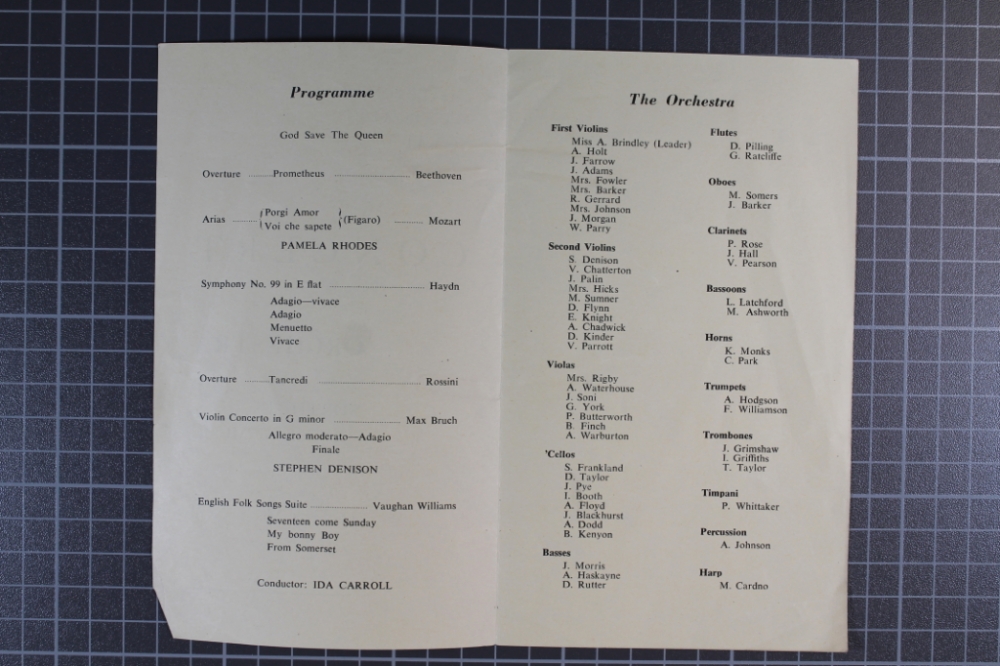 Programme
God Save The Queen
Overture ........ Prometheus ........ Beethoven
Arias ........ { Porgi Amor
Voi che sapete } (Figaro) ........ Mozart
PAMELA RHODES
Symphony No. 99 in E flat ........ Haydn
Adagio—vivace
Adagio
Menuetto
Vivace
Overture ........ Tancredi ........ Rossini
Violin Concerto in G minor ........ Max Bruch
Allegro moderato—Adagio
Finale
STEPHEN DENISON
English Folk Songs Suite ........ Vaughan Williams
Seventeen come Sunday
My bonny Boy
From Somerset
Conductor: IDA CARROLL
The Orchestra
First Violins
Miss A. Brindley (Leader)
A. Holt
J. Farrow
J. Adams
Mrs. Fowler
Mrs. Barker
R. Gerrard
Mrs. Johnson
J. Morgan
W. Parry
Second Violins
S. Denison
V. Chatterton
J. Palin
Mrs. Hicks
M. Sumner
D. Flynn
E. Knight
A. Chadwick
D. Kinder
V. Parrott
Violas
Mrs. Rigby
A. Waterhouse
J. Soni
G. York
P. Butterworth
B. Finch
A. Warburton
'Cellos
S. Frankland
D. Taylor
J. Pye
I. Booth
A. Floyd
J. Blackhurst
A. Dodd
B. Kenyon
Basses
J. Morris
A. Haskayne
D. Rutter
Flutes
D. Pilling
G. Ratcliffe
Oboes
M. Somers
J. Barker
Clarinets
P. Rose
J. Hall
V. Pearson
Bassoons
L. Latchford
M. Ashworth
Horns
K. Monks
C. Park
Trumpets
A. Hodgson
F. Williamson
Trombones
J. Grimshaw
I. Griffiths
T. Taylor
Timpani
P. Whittaker
Percussion
A. Johnson
Harp
M. Cardno